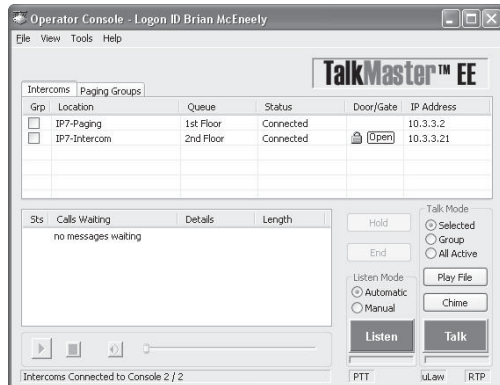 Operator Console - Logon ID Brian McEneely
File View Tools Help
TalkMaster™ EE
Intercoms Paging Groups
Grp Location Queue Status Door/Gate IP Address
IP7-Paging 1st Floor Connected 10.3.3.2
IP7-Intercom 2nd Floor Connected Open 10.3.3.21
Sts Calls Waiting Details Length
no messages waiting
Hold
End
Talk Mode
Selected
Group
All Active
Listen Mode
Automatic
Manual
Play File
Chime
Listen Talk
Intercoms Connected to Console 2 / 2 PTT uLaw RTP